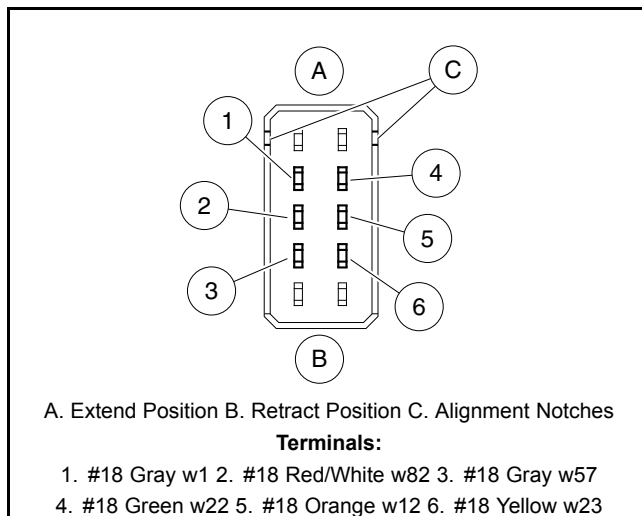 A
C
1
4
2
5
3
6
B
A. Extend Position B. Retract Position C. Alignment Notches
Terminals:
1. #18 Gray w1 2. #18 Red/White w82 3. #18 Gray w57
4. #18 Green w22 5. #18 Orange w12 6. #18 Yellow w23